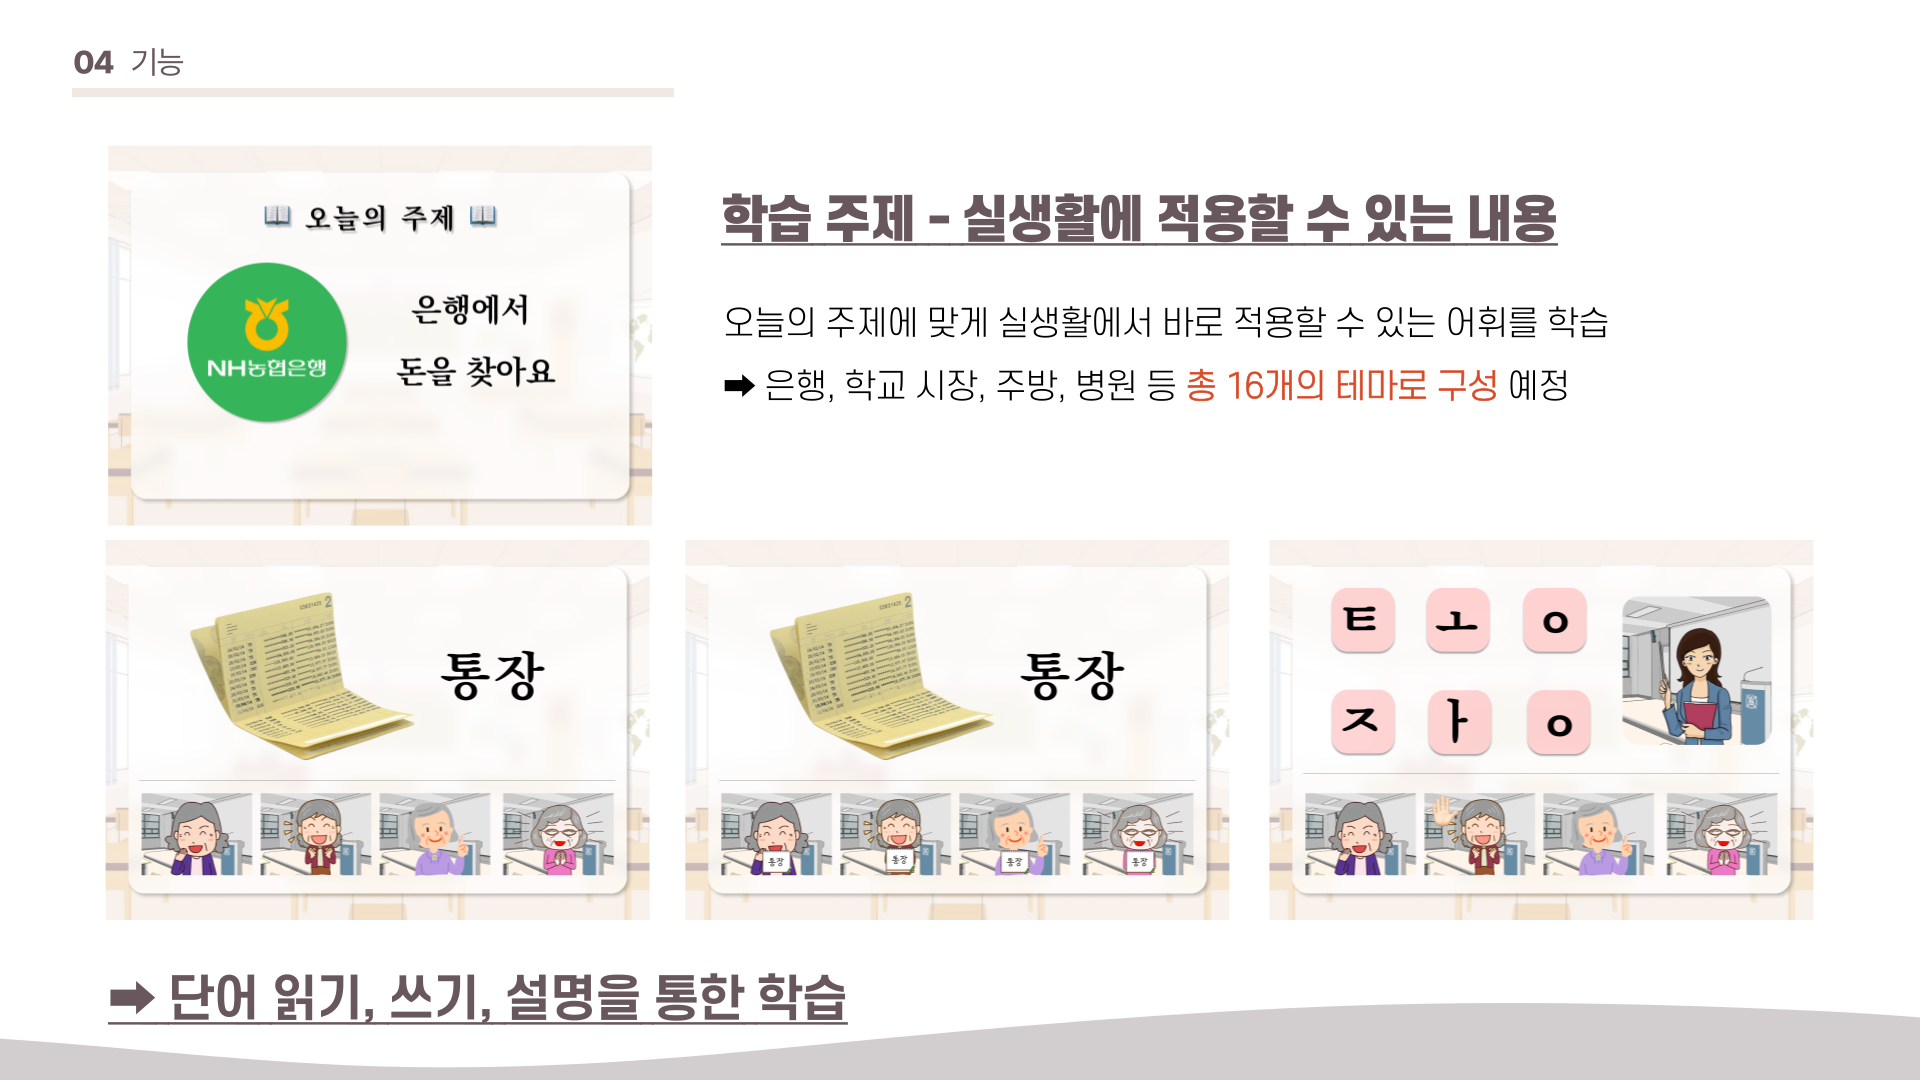 04 기능
오늘의 주제
NH농협은행
은행에서
돈을 찾아요
학습 주제 - 실생활에 적용할 수 있는 내용
오늘의 주제에 맞게 실생활에서 바로 적용할 수 있는 어휘를 학습
➡ 은행, 학교 시장, 주방, 병원 등 총 16개의 테마로 구성 예정
통장
통장
통장 통장 통장 통장
ㅌ ㅗ ㅇ
ㅈ ㅏ ㅇ
➡ 단어 읽기, 쓰기, 설명을 통한 학습